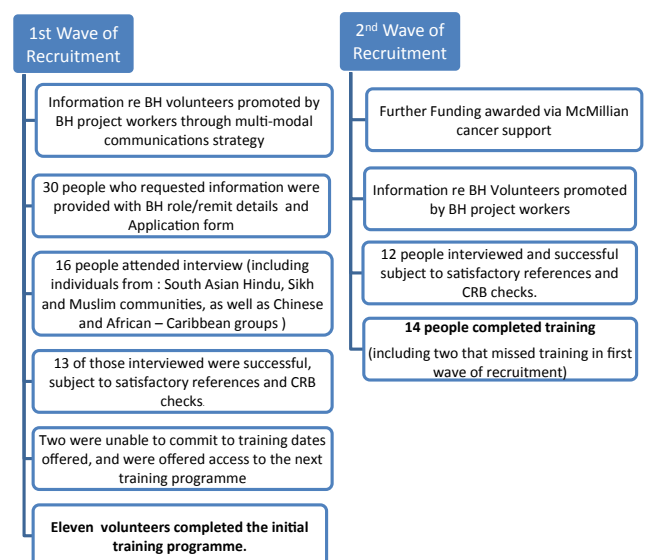 1st Wave of
Recruitment
Information re BH volunteers promoted by
BH project workers through multi-modal
communications strategy
30 people who requested information were
provided with BH role/remit details and
Application form
16 people attended interview (including
individuals from : South Asian Hindu, Sikh
and Muslim communities, as well as Chinese
and African – Caribbean groups )
13 of those interviewed were successful,
subject to satisfactory references and CRB
checks.
Two were unable to commit to training dates
offered, and were offered access to the next
training programme
Eleven volunteers completed the initial
training programme.
2nd Wave of
Recruitment
Further Funding awarded via McMillian
cancer support
Information re BH Volunteers promoted
by BH project workers
12 people interviewed and successful
subject to satisfactory references and
CRB checks.
14 people completed training
(including two that missed training in first
wave of recruitment)